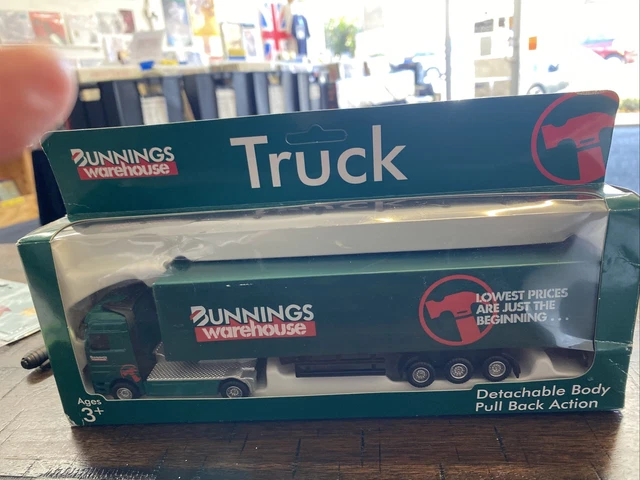 BUNNINGS
warehouse
Truck
BUNNINGS
warehouse
LOWEST PRICES
ARE JUST THE
BEGINNING...
Ages
3+
Detachable Body
Pull Back Action